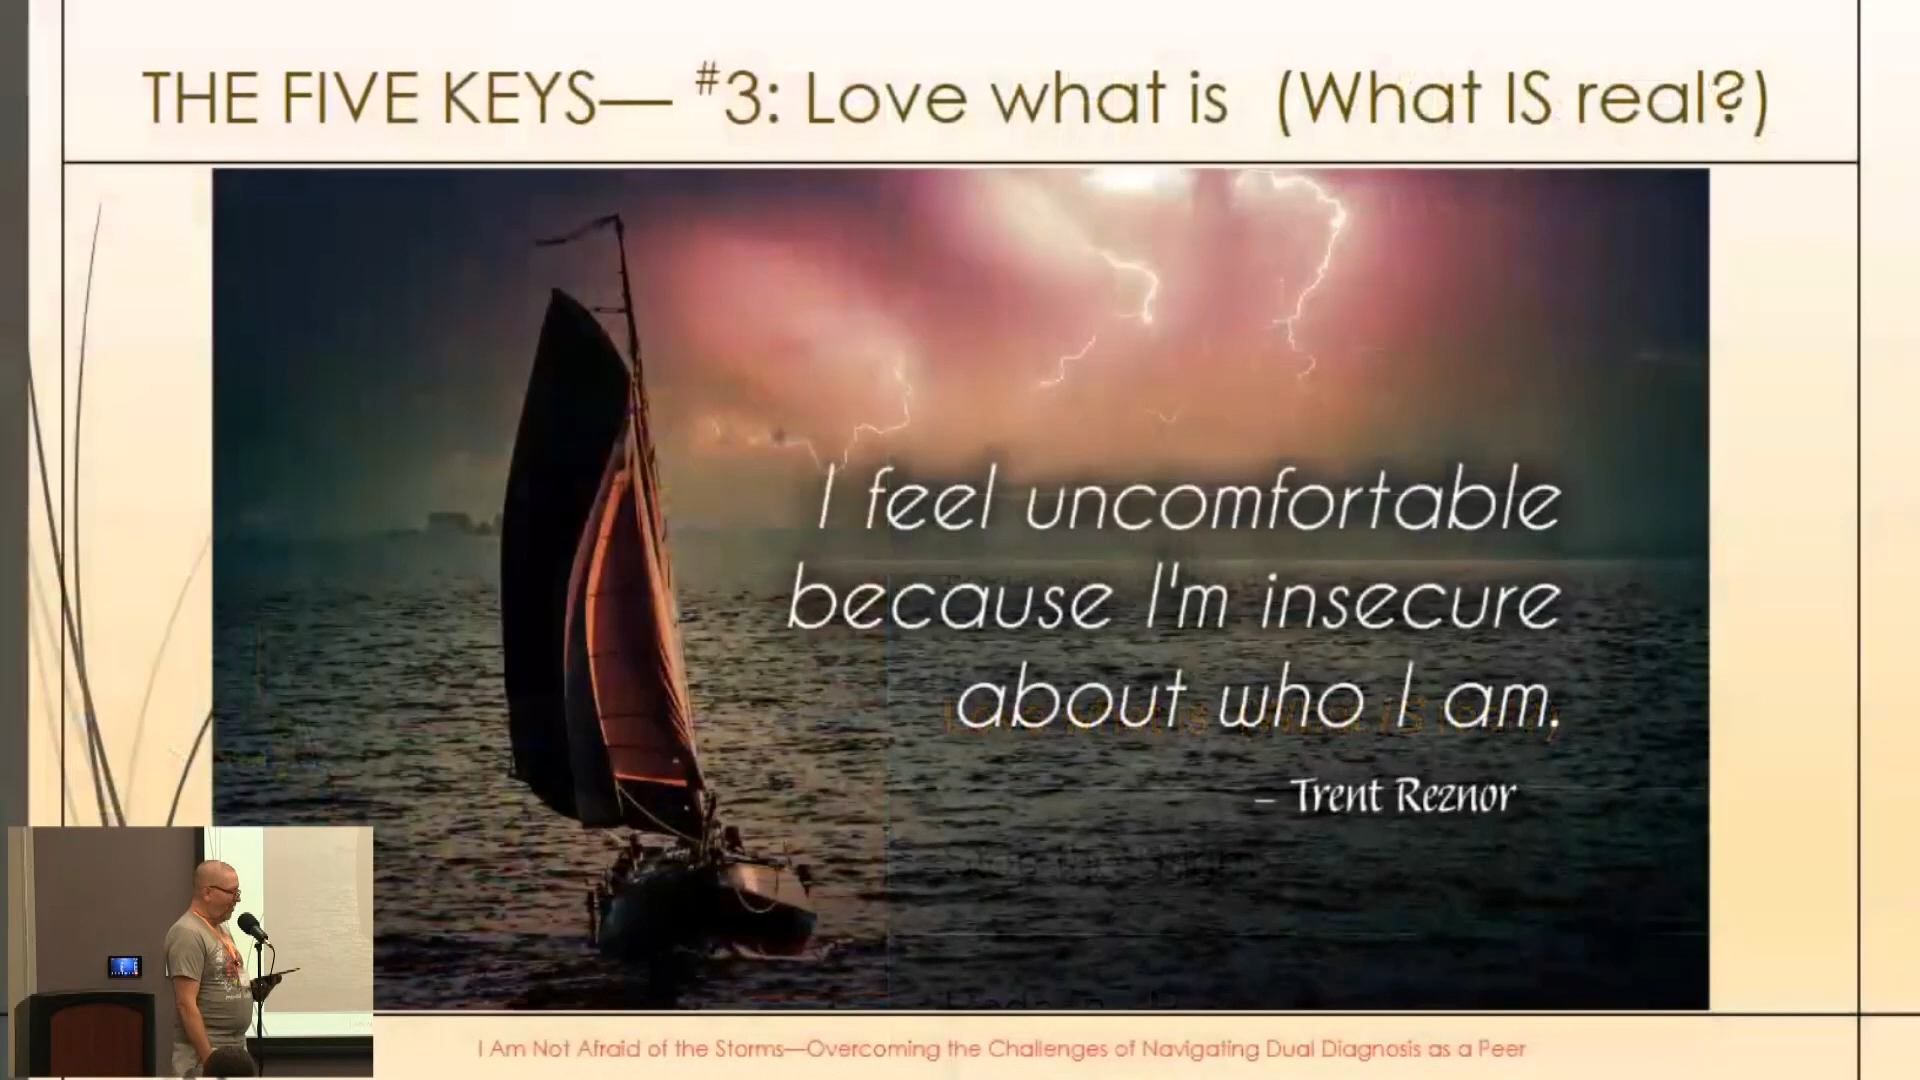 THE FIVE KEYS— #3: Love what is (What IS real?)
I feel uncomfortable
because I'm insecure
about who I am.
– Trent Reznor
I Am Not Afraid of the Storms—Overcoming the Challenges of Navigating Dual Diagnosis as a Peer